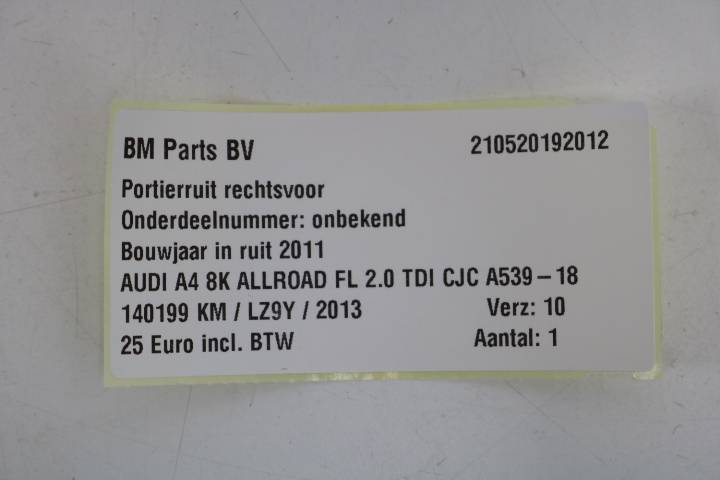 BM Parts BV 210520192012
Portierruit rechtsvoor
Onderdeelnummer: onbekend
Bouwjaar in ruit 2011
AUDI A4 8K ALLROAD FL 2.0 TDI CJC A539 – 18
140199 KM / LZ9Y / 2013 Verz: 10
25 Euro incl. BTW Aantal: 1